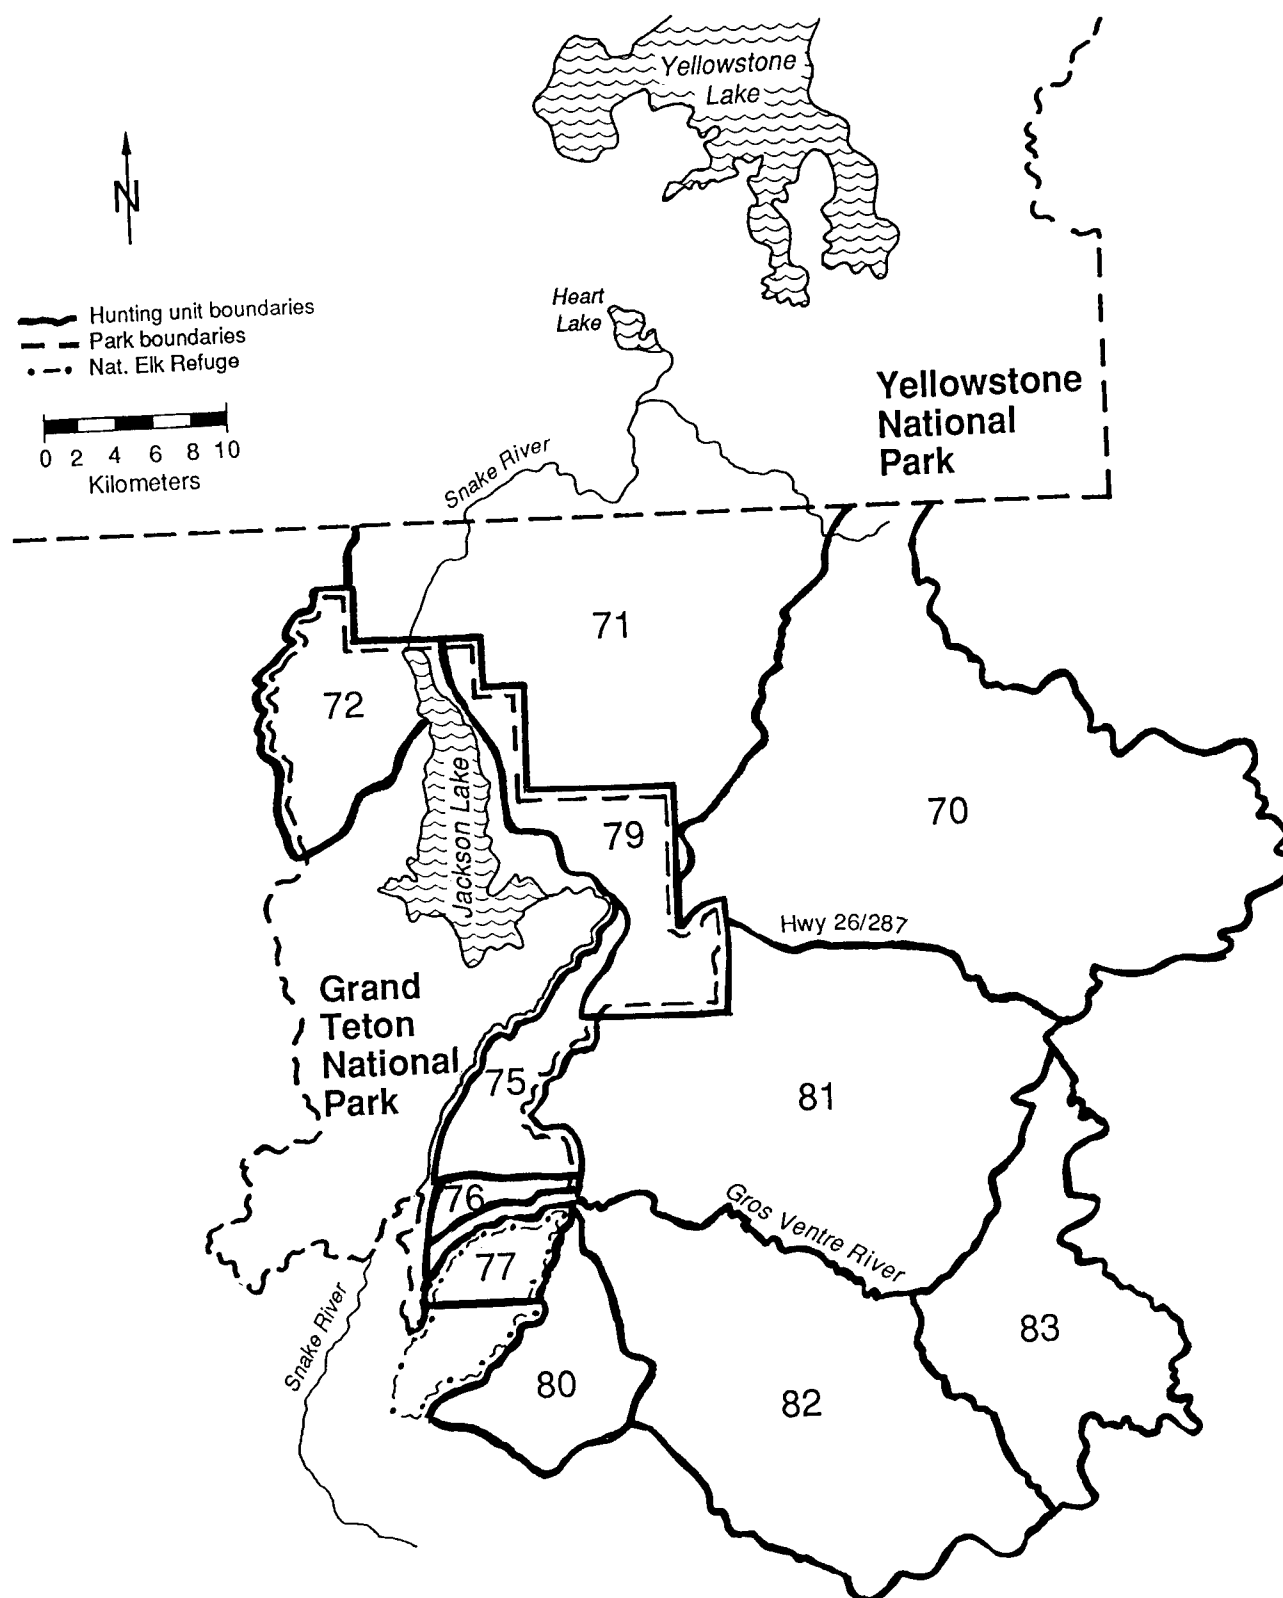 Yellowstone
Lake
N
Heart
Lake
Hunting unit boundaries
Park boundaries
Nat. Elk Refuge
0 2 4 6 8 10
Kilometers
Yellowstone
National
Park
Snake River
71
72
Jackson Lake
79
70
Hwy 26/287
Grand
Teton
National
Park
75
81
76
Gros Ventre River
77
Snake River
83
80
82